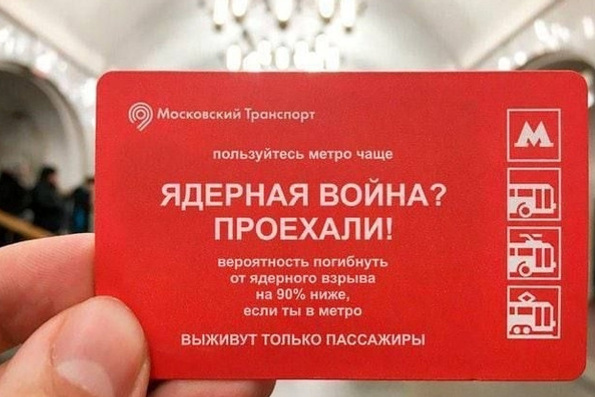 Московский Транспорт
пользуйтесь метро чаще
ЯДЕРНАЯ ВОЙНА?
ПРОЕХАЛИ!
вероятность погибнуть
от ядерного взрыва
на 90% ниже,
если ты в метро
ВЫЖИВУТ ТОЛЬКО ПАССАЖИРЫ
М